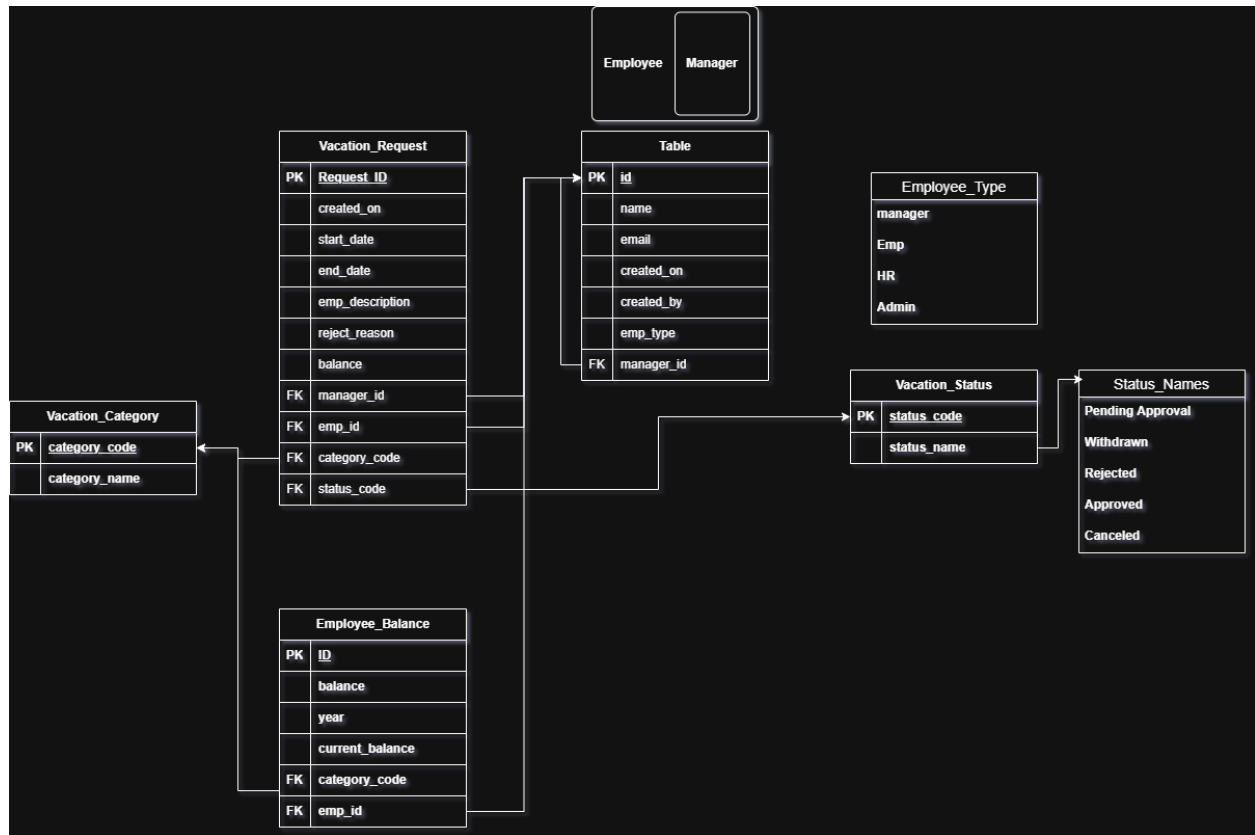 Employee
Manager
Vacation_Request
PK Request_ID
created_on
start_date
end_date
emp_description
reject_reason
balance
FK manager_id
FK emp_id
FK category_code
FK status_code
Table
PK id
name
email
created_on
created_by
emp_type
FK manager_id
Employee_Type
manager
Emp
HR
Admin
Vacation_Status
PK status_code
status_name
Status_Names
Pending Approval
Withdrawn
Rejected
Approved
Canceled
Vacation_Category
PK category_code
category_name
Employee_Balance
PK ID
balance
year
current_balance
FK category_code
FK emp_id